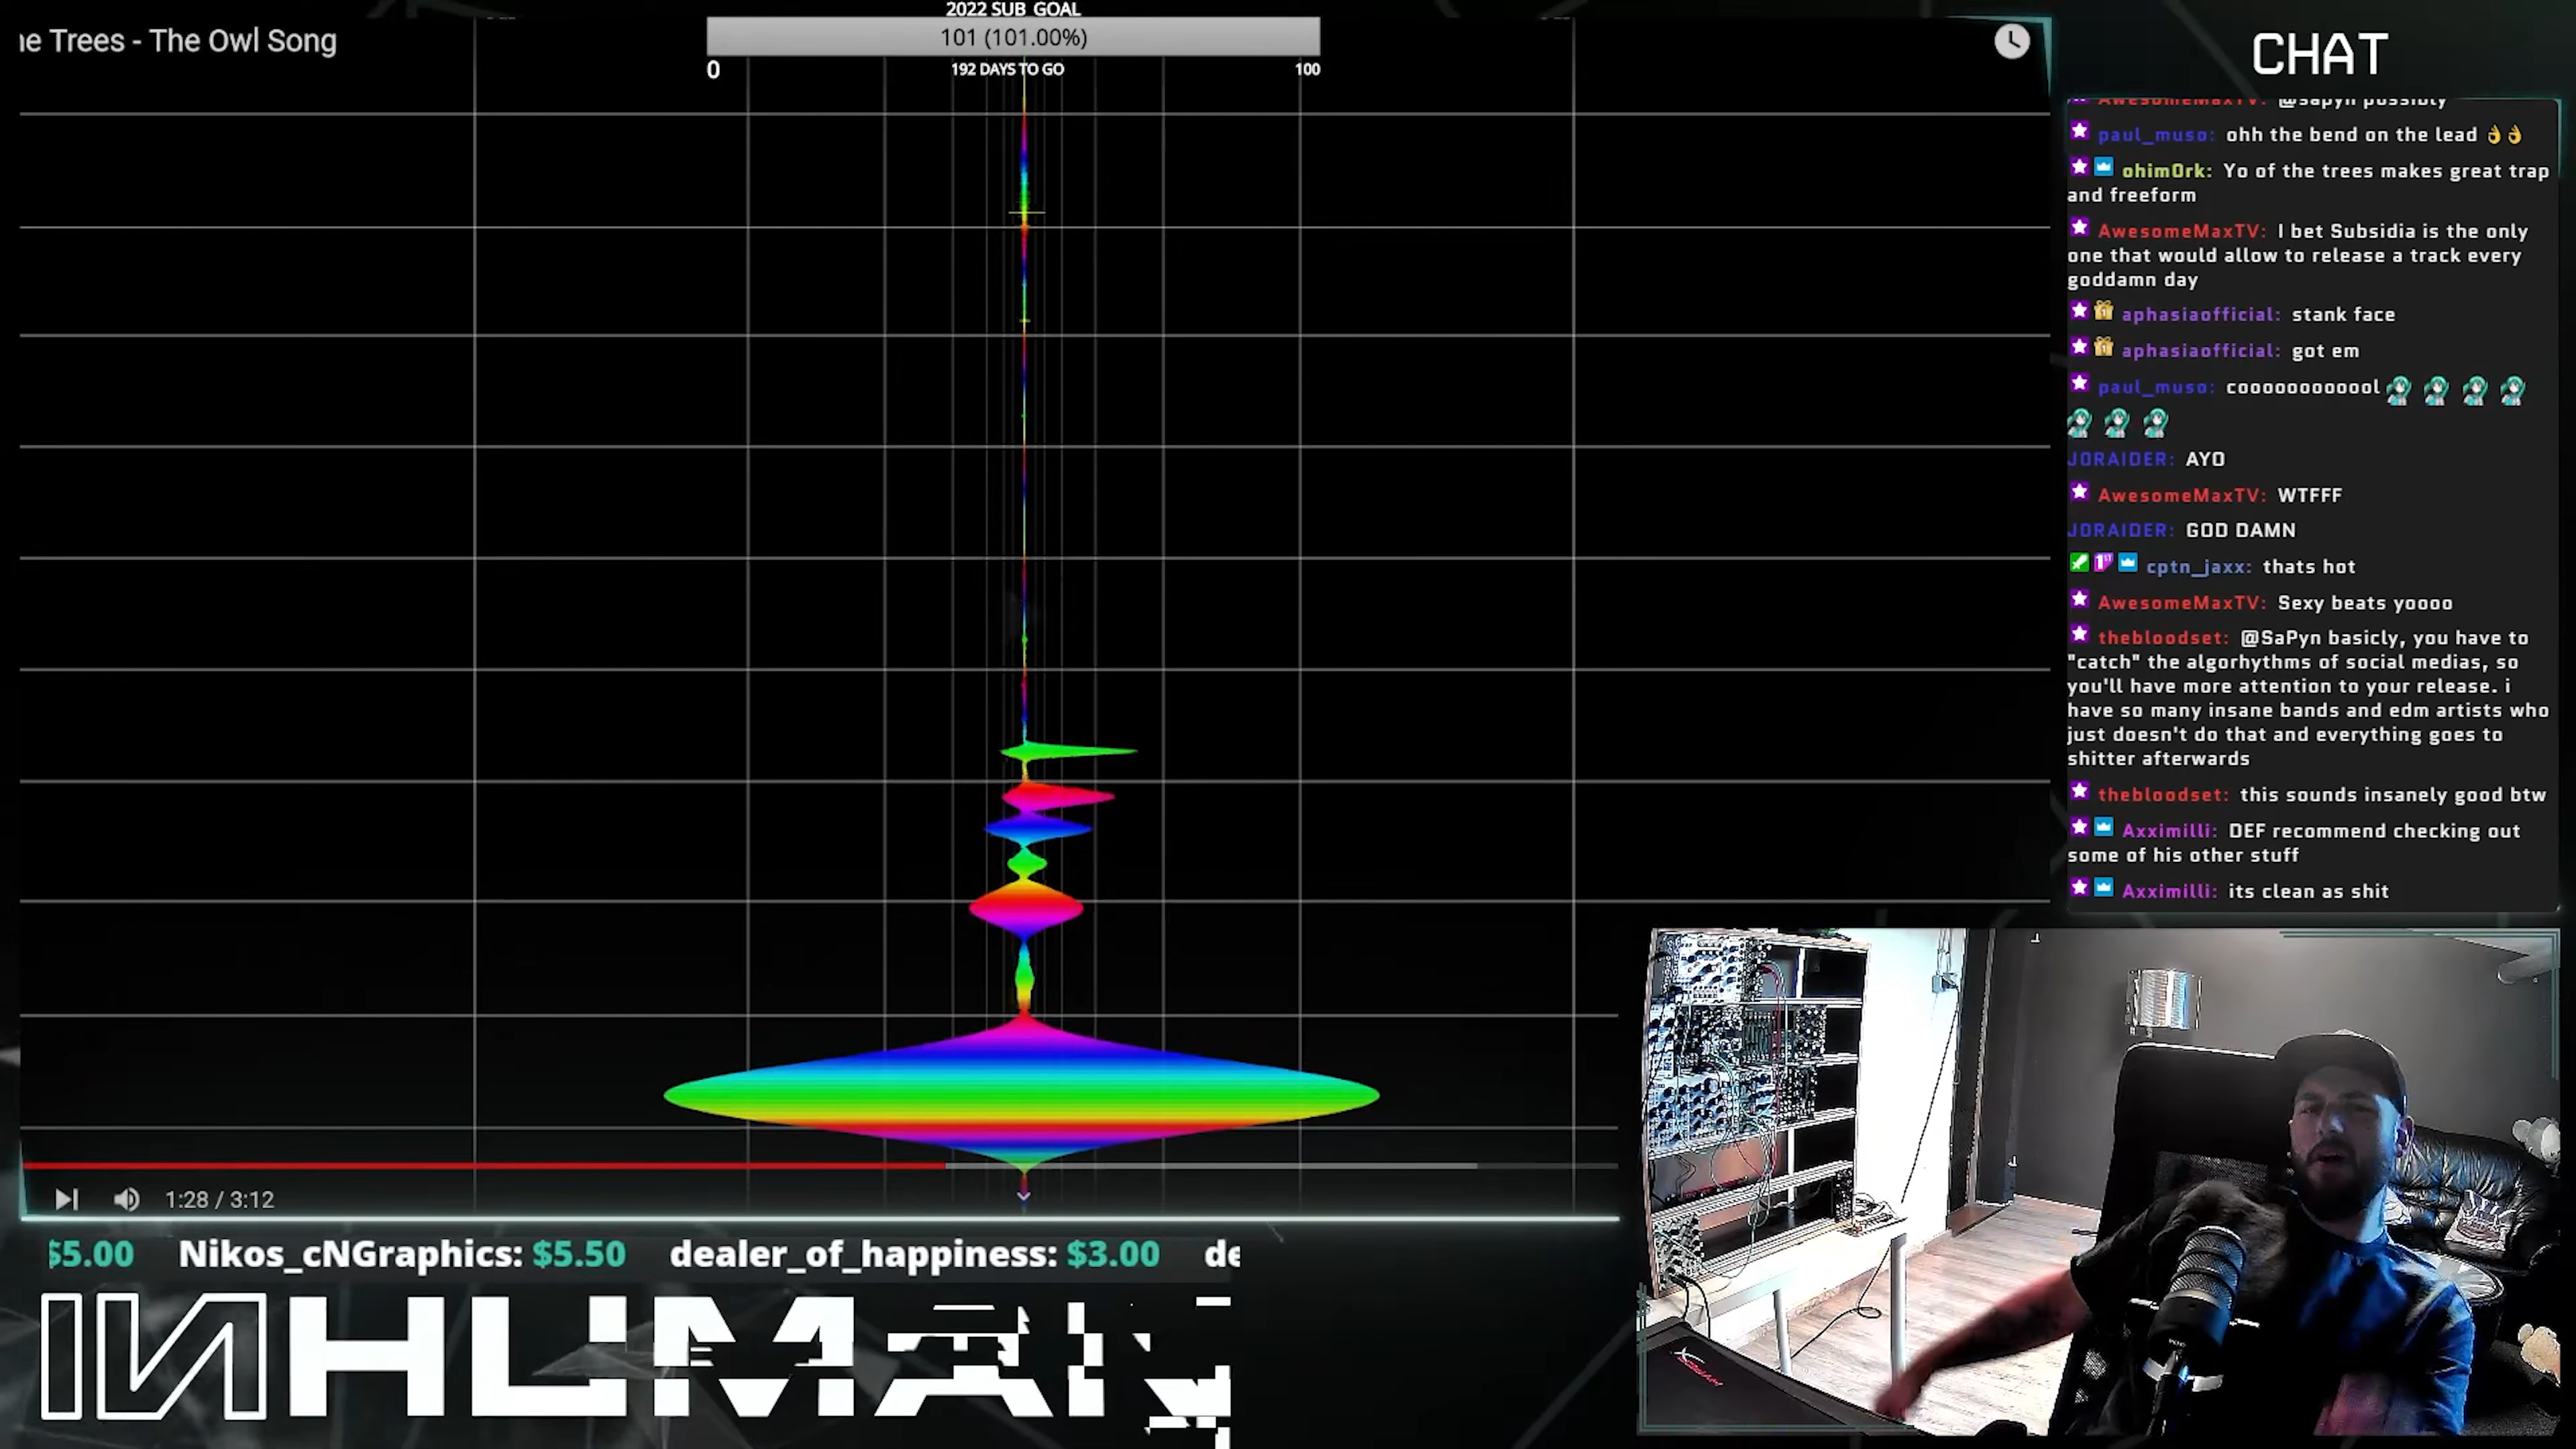 ne Trees - The Owl Song
2022 SUB GOAL
101 (101.00%)
0
192 DAYS TO GO
100
CHAT
AwesomeMaxTV: @sapyn possibly
paul_muso: ohh the bend on the lead 👌👌
ohim0rk: Yo of the trees makes great trap
and freeform
AwesomeMaxTV: I bet Subsidia is the only
one that would allow to release a track every
goddamn day
aphasiaofficial: stank face
aphasiaofficial: got em
paul_muso: cooooooooooool
JORAIDER: AYO
AwesomeMaxTV: WTFFF
JORAIDER: GOD DAMN
cptn_jaxx: thats hot
AwesomeMaxTV: Sexy beats yoooo
thebloodset: @SaPyn basicly, you have to
"catch" the algorhythms of social medias, so
you'll have more attention to your release. i
have so many insane bands and edm artists who
just doesn't do that and everything goes to
shitter afterwards
thebloodset: this sounds insanely good btw
Axximilli: DEF recommend checking out
some of his other stuff
Axximilli: its clean as shit
1:28 / 3:12
$5.00 Nikos_cNGraphics: $5.50 dealer_of_happiness: $3.00 de
INHUMAN